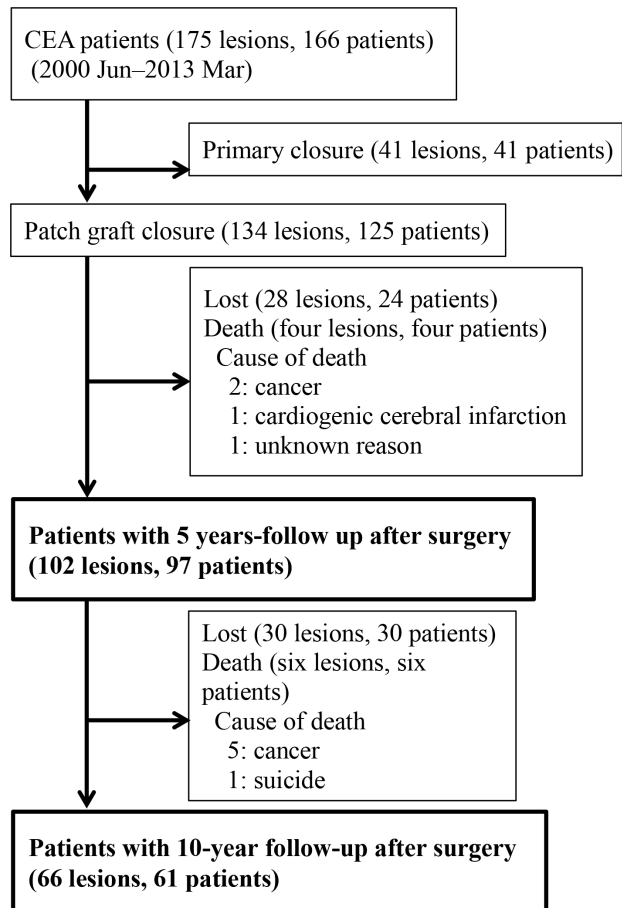 CEA patients (175 lesions, 166 patients)
(2000 Jun–2013 Mar)
Primary closure (41 lesions, 41 patients)
Patch graft closure (134 lesions, 125 patients)
Lost (28 lesions, 24 patients)
Death (four lesions, four patients)
Cause of death
2: cancer
1: cardiogenic cerebral infarction
1: unknown reason
Patients with 5 years-follow up after surgery
(102 lesions, 97 patients)
Lost (30 lesions, 30 patients)
Death (six lesions, six
patients)
Cause of death
5: cancer
1: suicide
Patients with 10-year follow-up after surgery
(66 lesions, 61 patients)